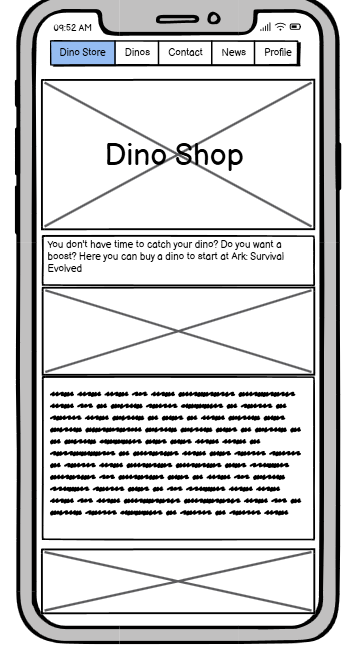 09:52 AM
Dino Store
Dinos
Contact
News
Profile
Dino Shop
You don't have time to catch your dino? Do you want a
boost? Here you can buy a dino to start at Ark: Survival
Evolved